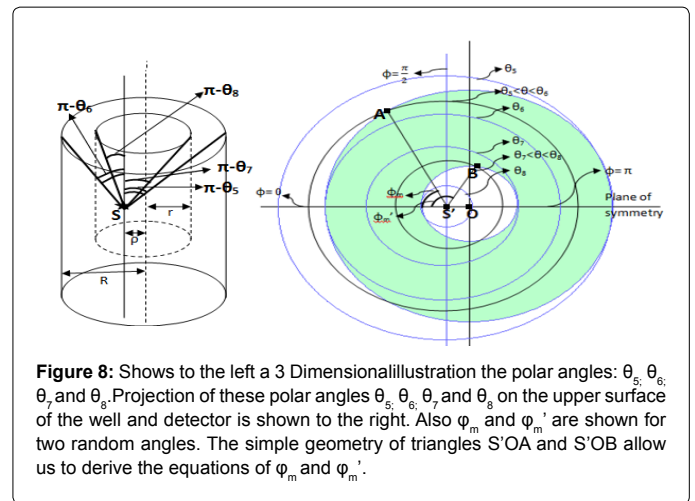 π-θ₈
π-θ₆
π-θ₇
π-θ₅
S
r
ρ
R
ϕ=π/2
θ₅
θ₅<θ<θ₆
A
θ₆
θ₇
θ₇<θ<θ₈
B
θ₈
ϕ=π
ϕ=0
ϕₘ
ϕₘ'
S'
O
Plane of
symmetry
Figure 8: Shows to the left a 3 Dimensionalillustration the polar angles: θ₅; θ₆;
θ₇ and θ₈.Projection of these polar angles θ₅; θ₆; θ₇ and θ₈ on the upper surface
of the well and detector is shown to the right. Also φₘ and φₘ' are shown for
two random angles. The simple geometry of triangles S'OA and S'OB allow
us to derive the equations of φₘ and φₘ'.